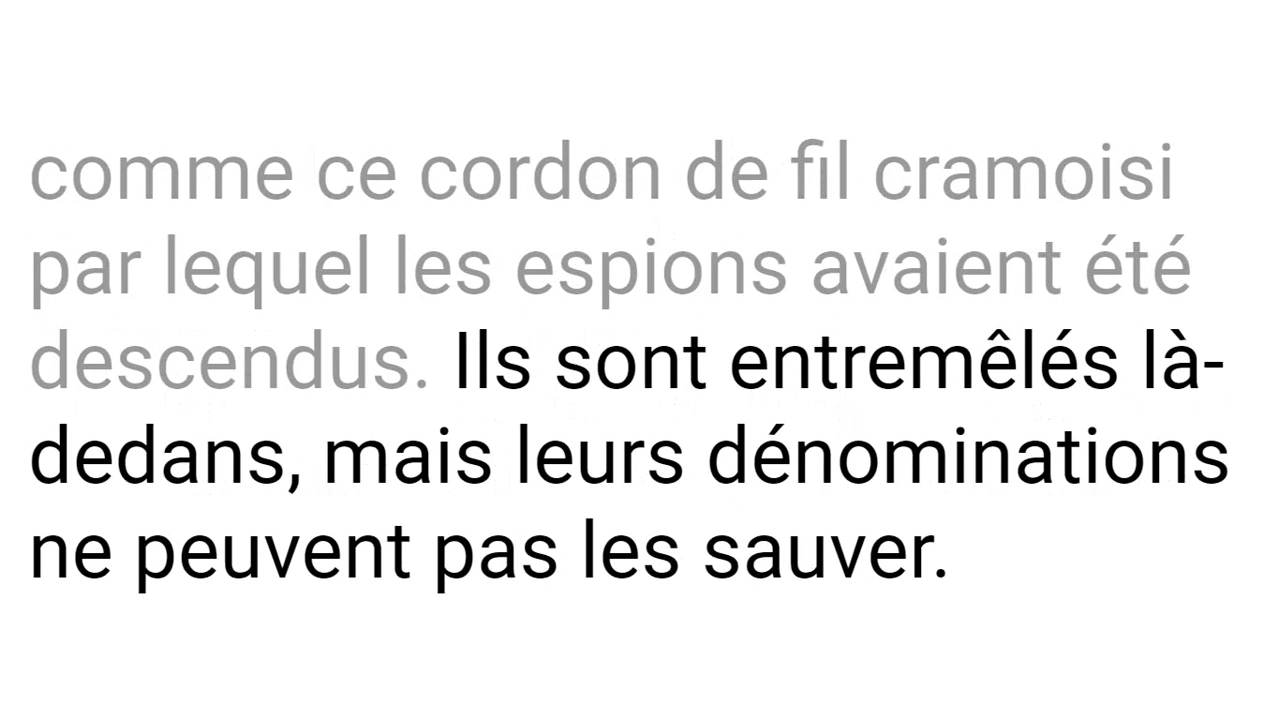 comme ce cordon de fil cramoisi
par lequel les espions avaient été
descendus. Ils sont entremêlés là-
dedans, mais leurs dénominations
ne peuvent pas les sauver.